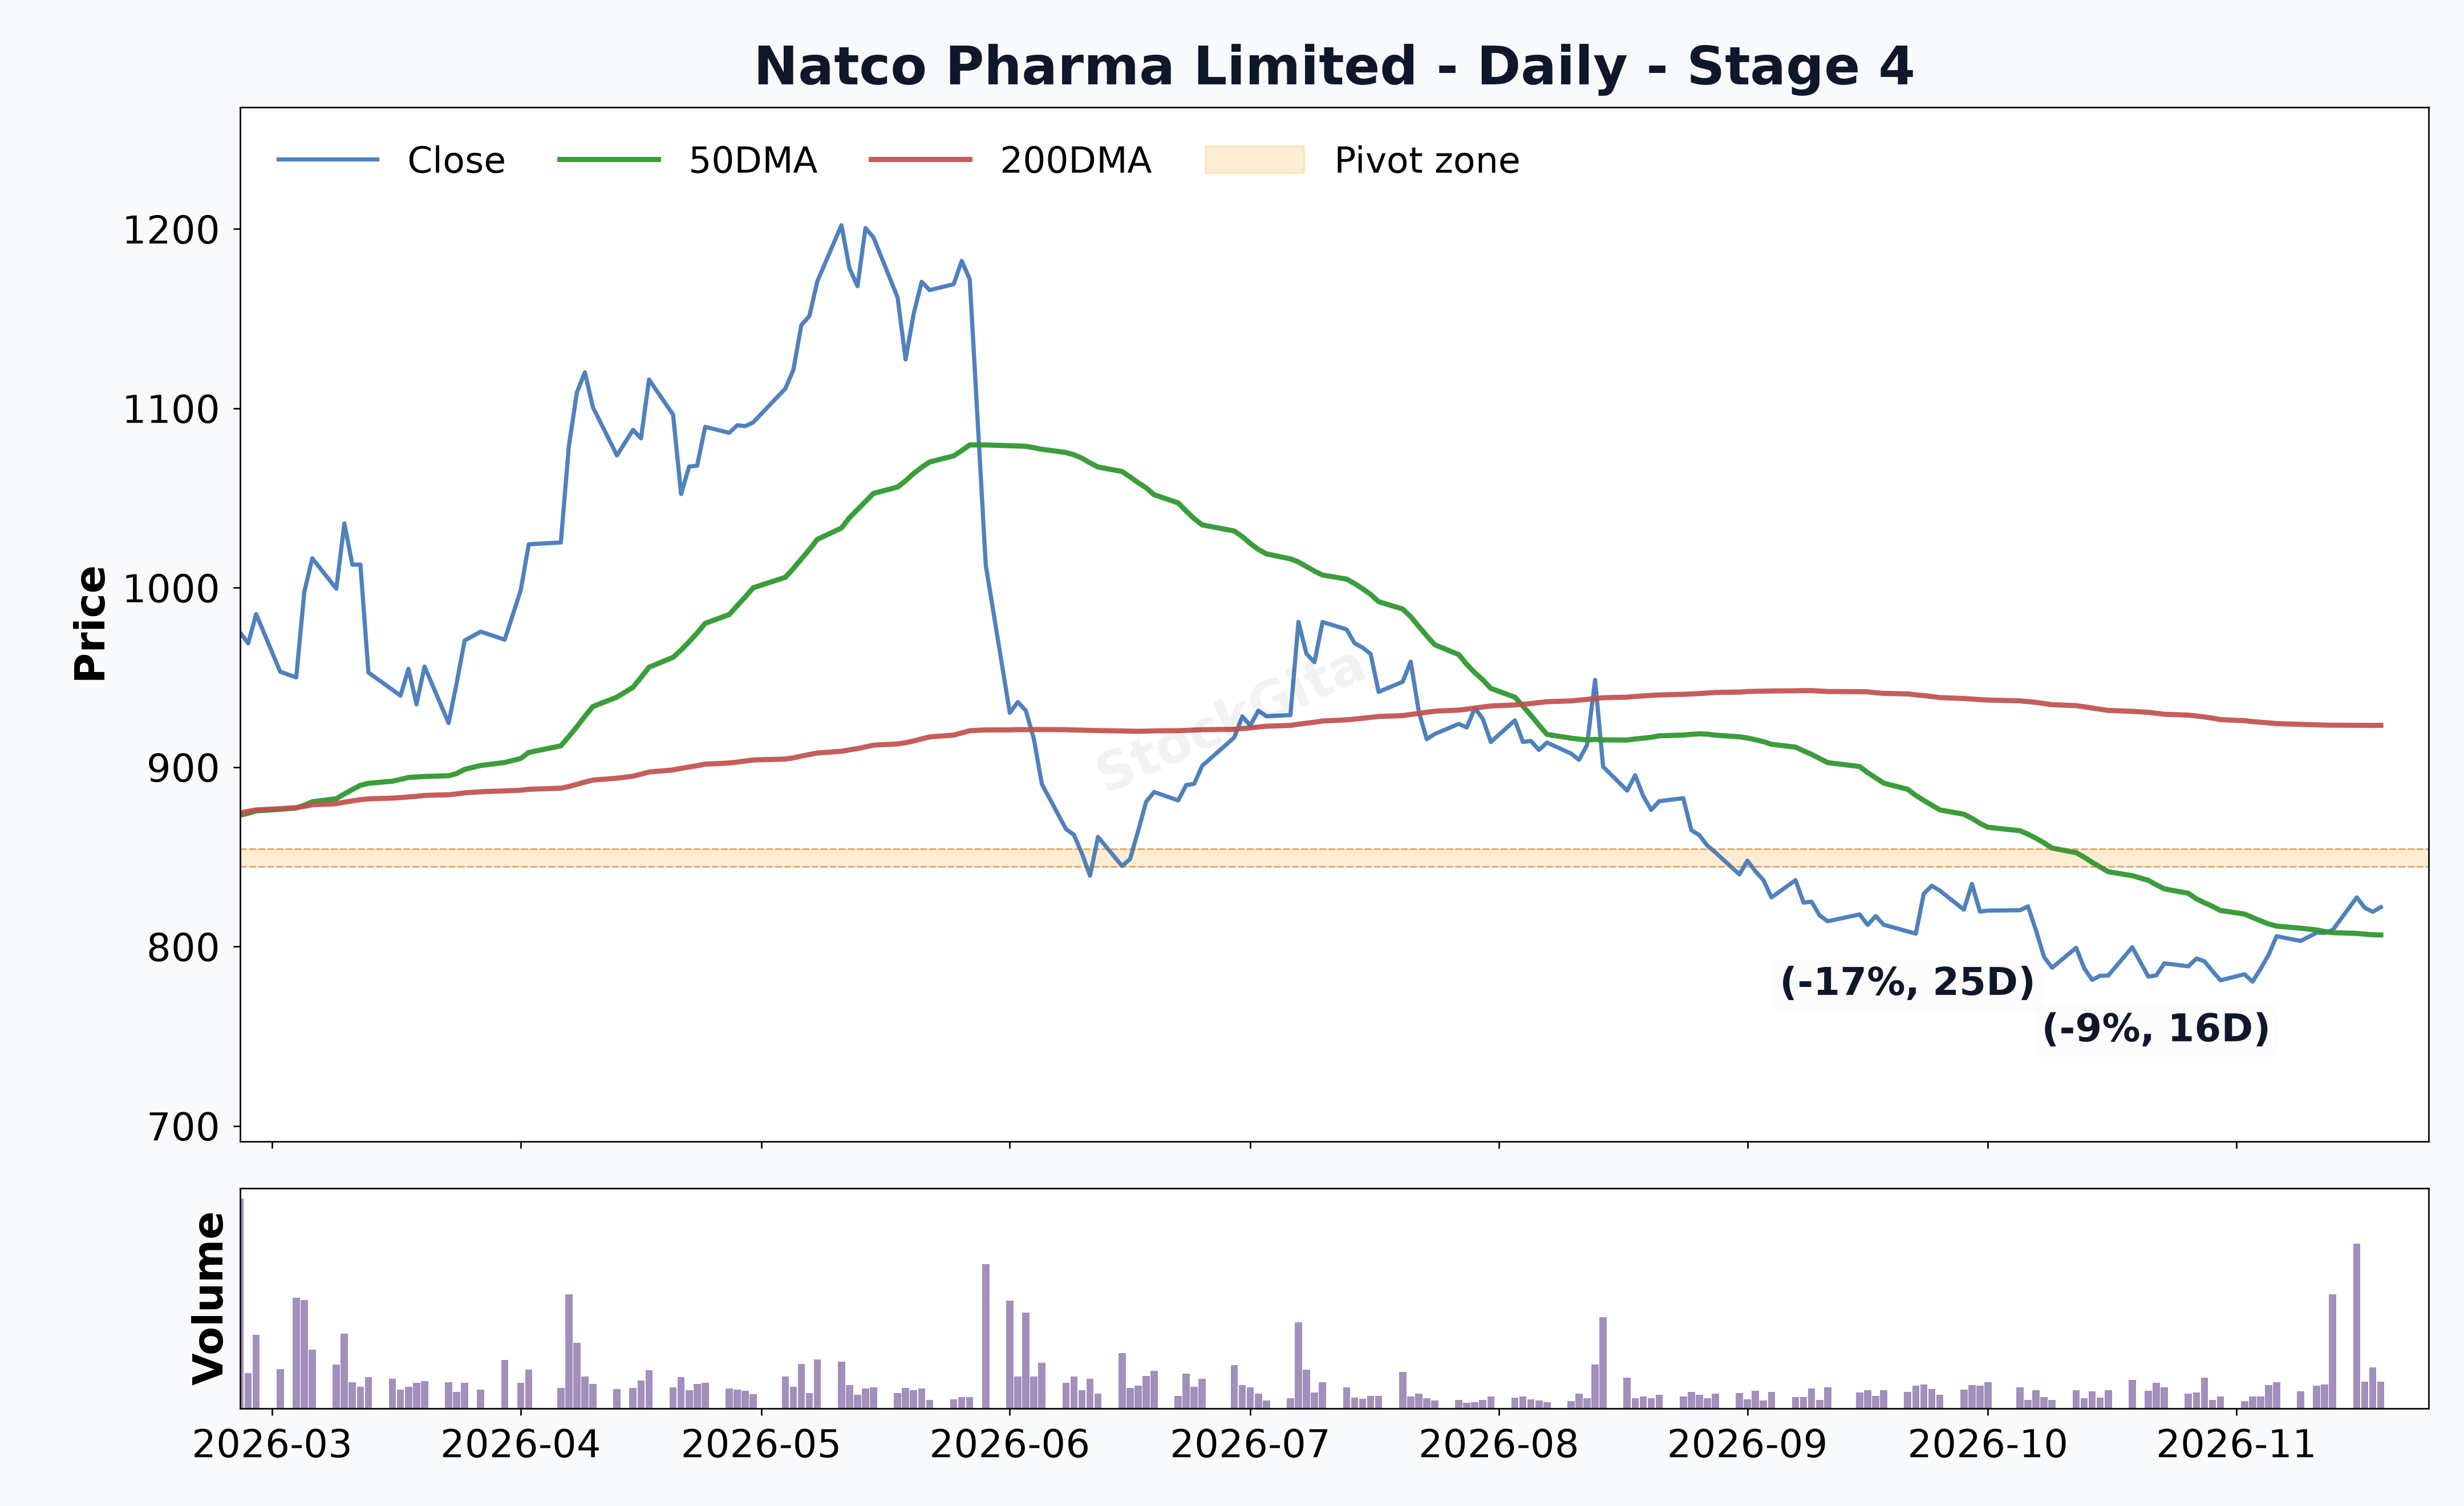 Natco Pharma Limited - Daily - Stage 4
Close 50DMA 200DMA Pivot zone
Price
1200
1100
1000
900
800
700
StockGita
(-17%, 25D)
(-9%, 16D)
Volume
2026-03 2026-04 2026-05 2026-06 2026-07 2026-08 2026-09 2026-10 2026-11